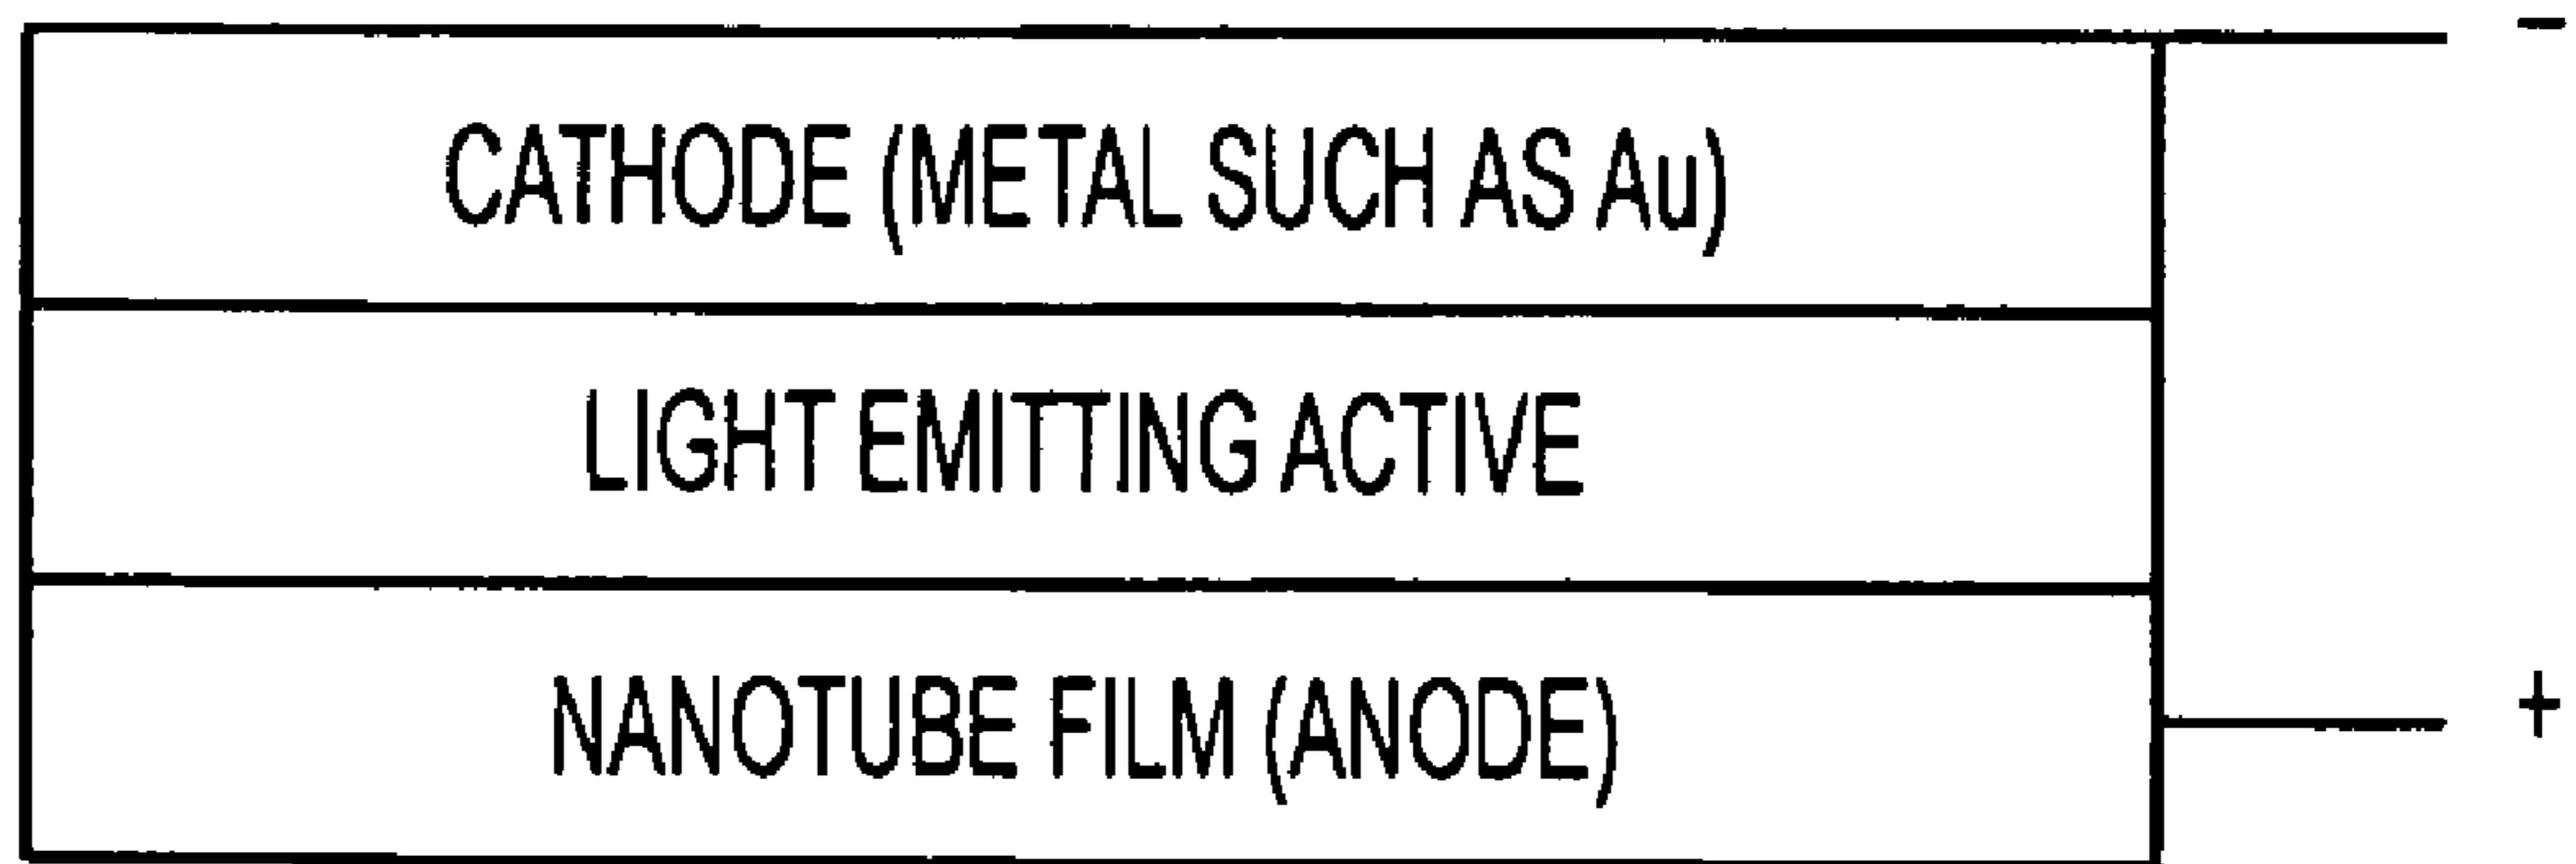 -
CATHODE (METAL SUCH AS Au)
LIGHT EMITTING ACTIVE
NANOTUBE FILM (ANODE)
+